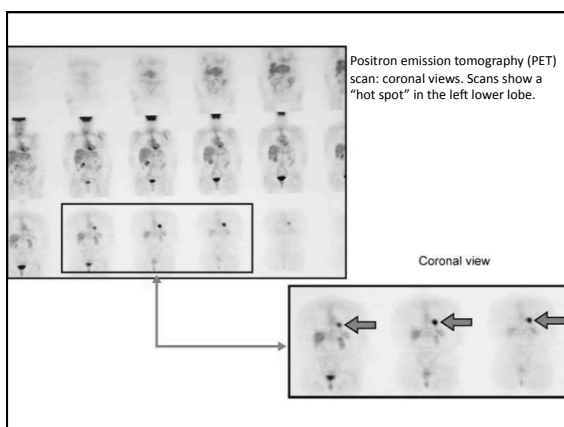 Positron emission tomography (PET)
scan: coronal views. Scans show a
“hot spot” in the left lower lobe.
Coronal view